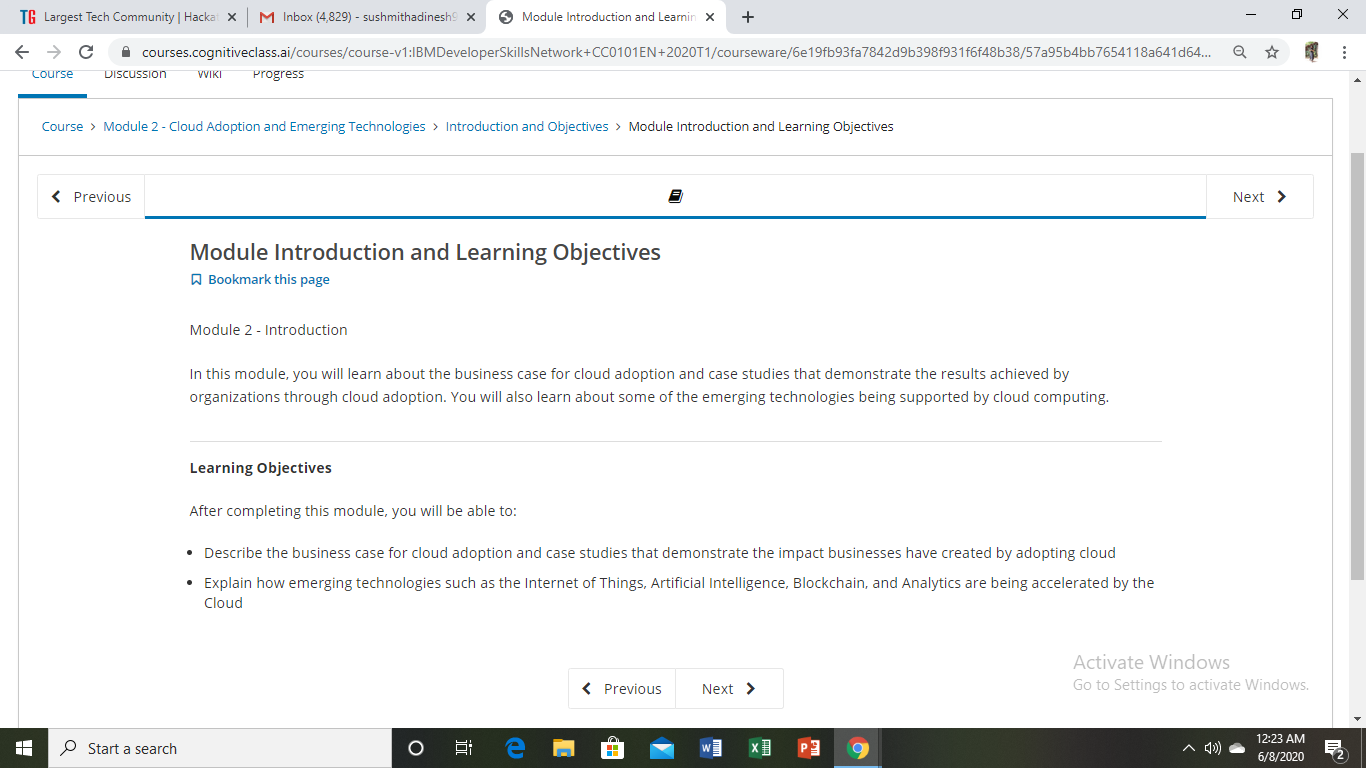 Largest Tech Community | Hacka
Inbox (4,829) - sushmithadinesh9
Module Introduction and Learnin
courses.cognitiveclass.ai/courses/course-v1:IBMDeveloperSkillsNetwork+CC0101EN+2020T1/courseware/6e19fb93fa7842d9b398f931f6f48b38/57a95b4bb7654118a641d64...
Course Discussion Wiki Progress
Course > Module 2 - Cloud Adoption and Emerging Technologies > Introduction and Objectives > Module Introduction and Learning Objectives
Previous
Next
Module Introduction and Learning Objectives
Bookmark this page
Module 2 - Introduction
In this module, you will learn about the business case for cloud adoption and case studies that demonstrate the results achieved by
organizations through cloud adoption. You will also learn about some of the emerging technologies being supported by cloud computing.
Learning Objectives
After completing this module, you will be able to:
• Describe the business case for cloud adoption and case studies that demonstrate the impact businesses have created by adopting cloud
• Explain how emerging technologies such as the Internet of Things, Artificial Intelligence, Blockchain, and Analytics are being accelerated by the
Cloud
Previous
Next
Activate Windows
Go to Settings to activate Windows.
Start a search
12:23 AM
6/8/2020
2